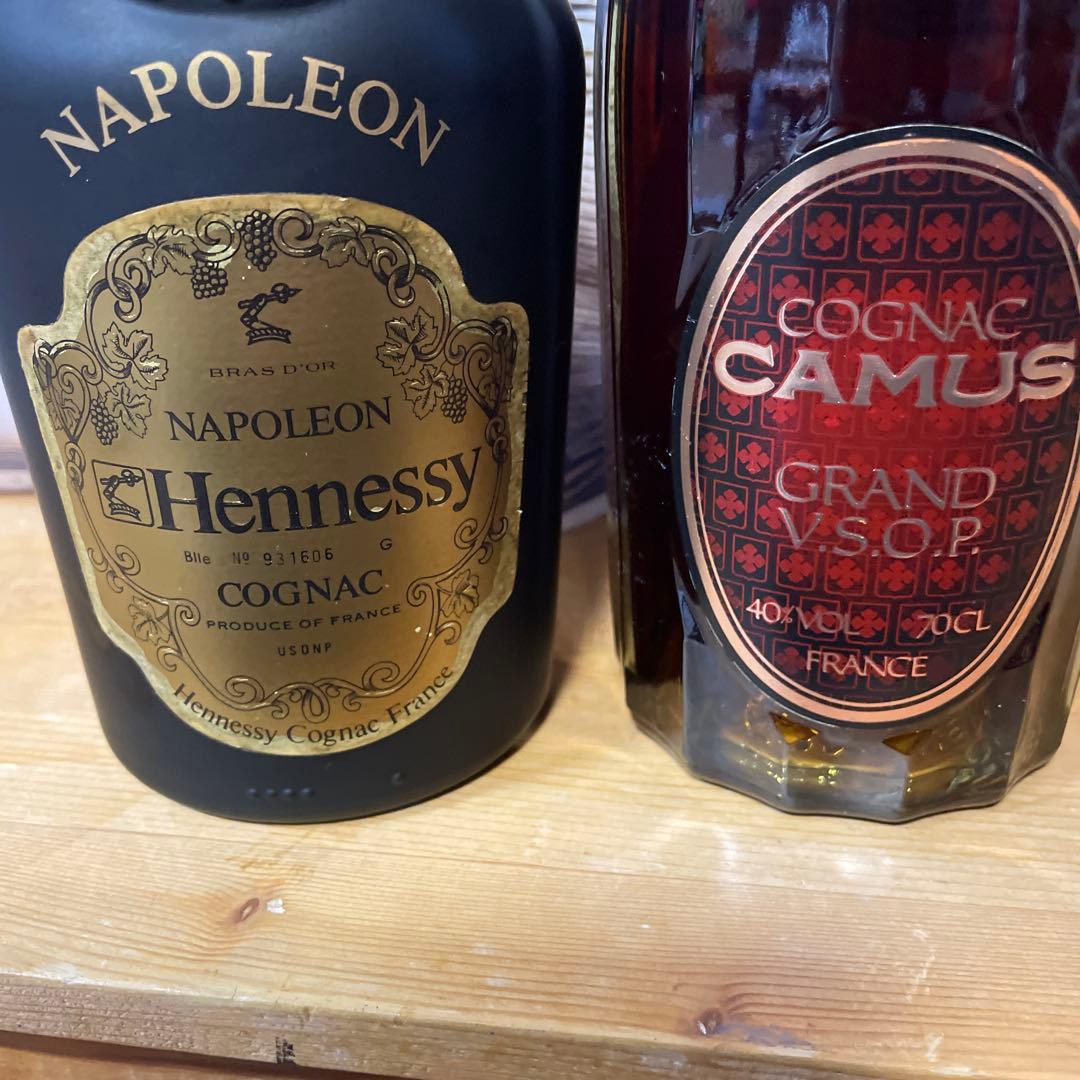 NAPOLEON
BRAS D'OR
NAPOLEON
Hennessy
Blle Nº 931606 G
COGNAC
PRODUCE OF FRANCE
USDNP
Hennessy Cognac France
COGNAC
CAMUS
GRAND
V.S.O.P.
40% VOL 70CL
FRANCE